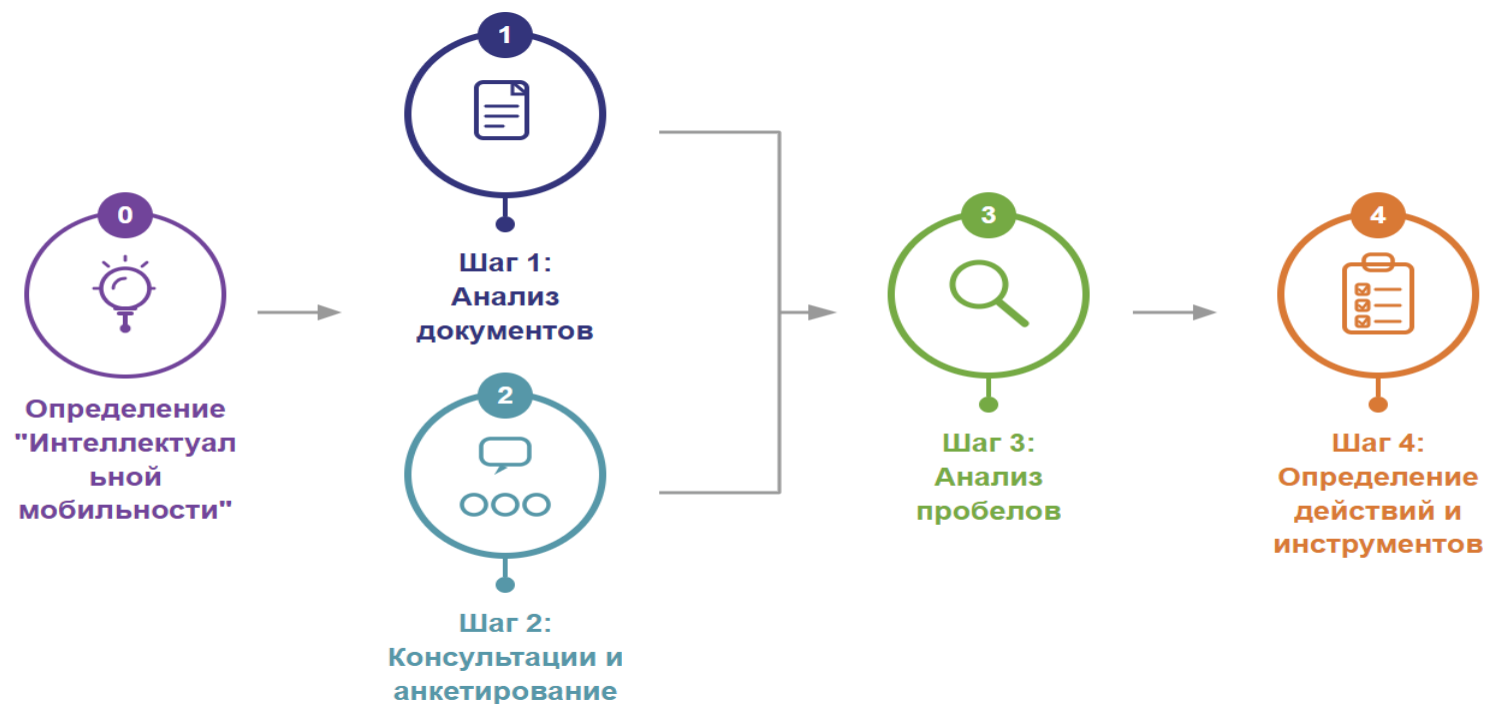 0
Определение
"Интеллектуал
ьной
мобильности"
1
Шаг 1:
Анализ
документов
2
Шаг 2:
Консультации и
анкетирование
3
Шаг 3:
Анализ
пробелов
4
Шаг 4:
Определение
действий и
инструментов